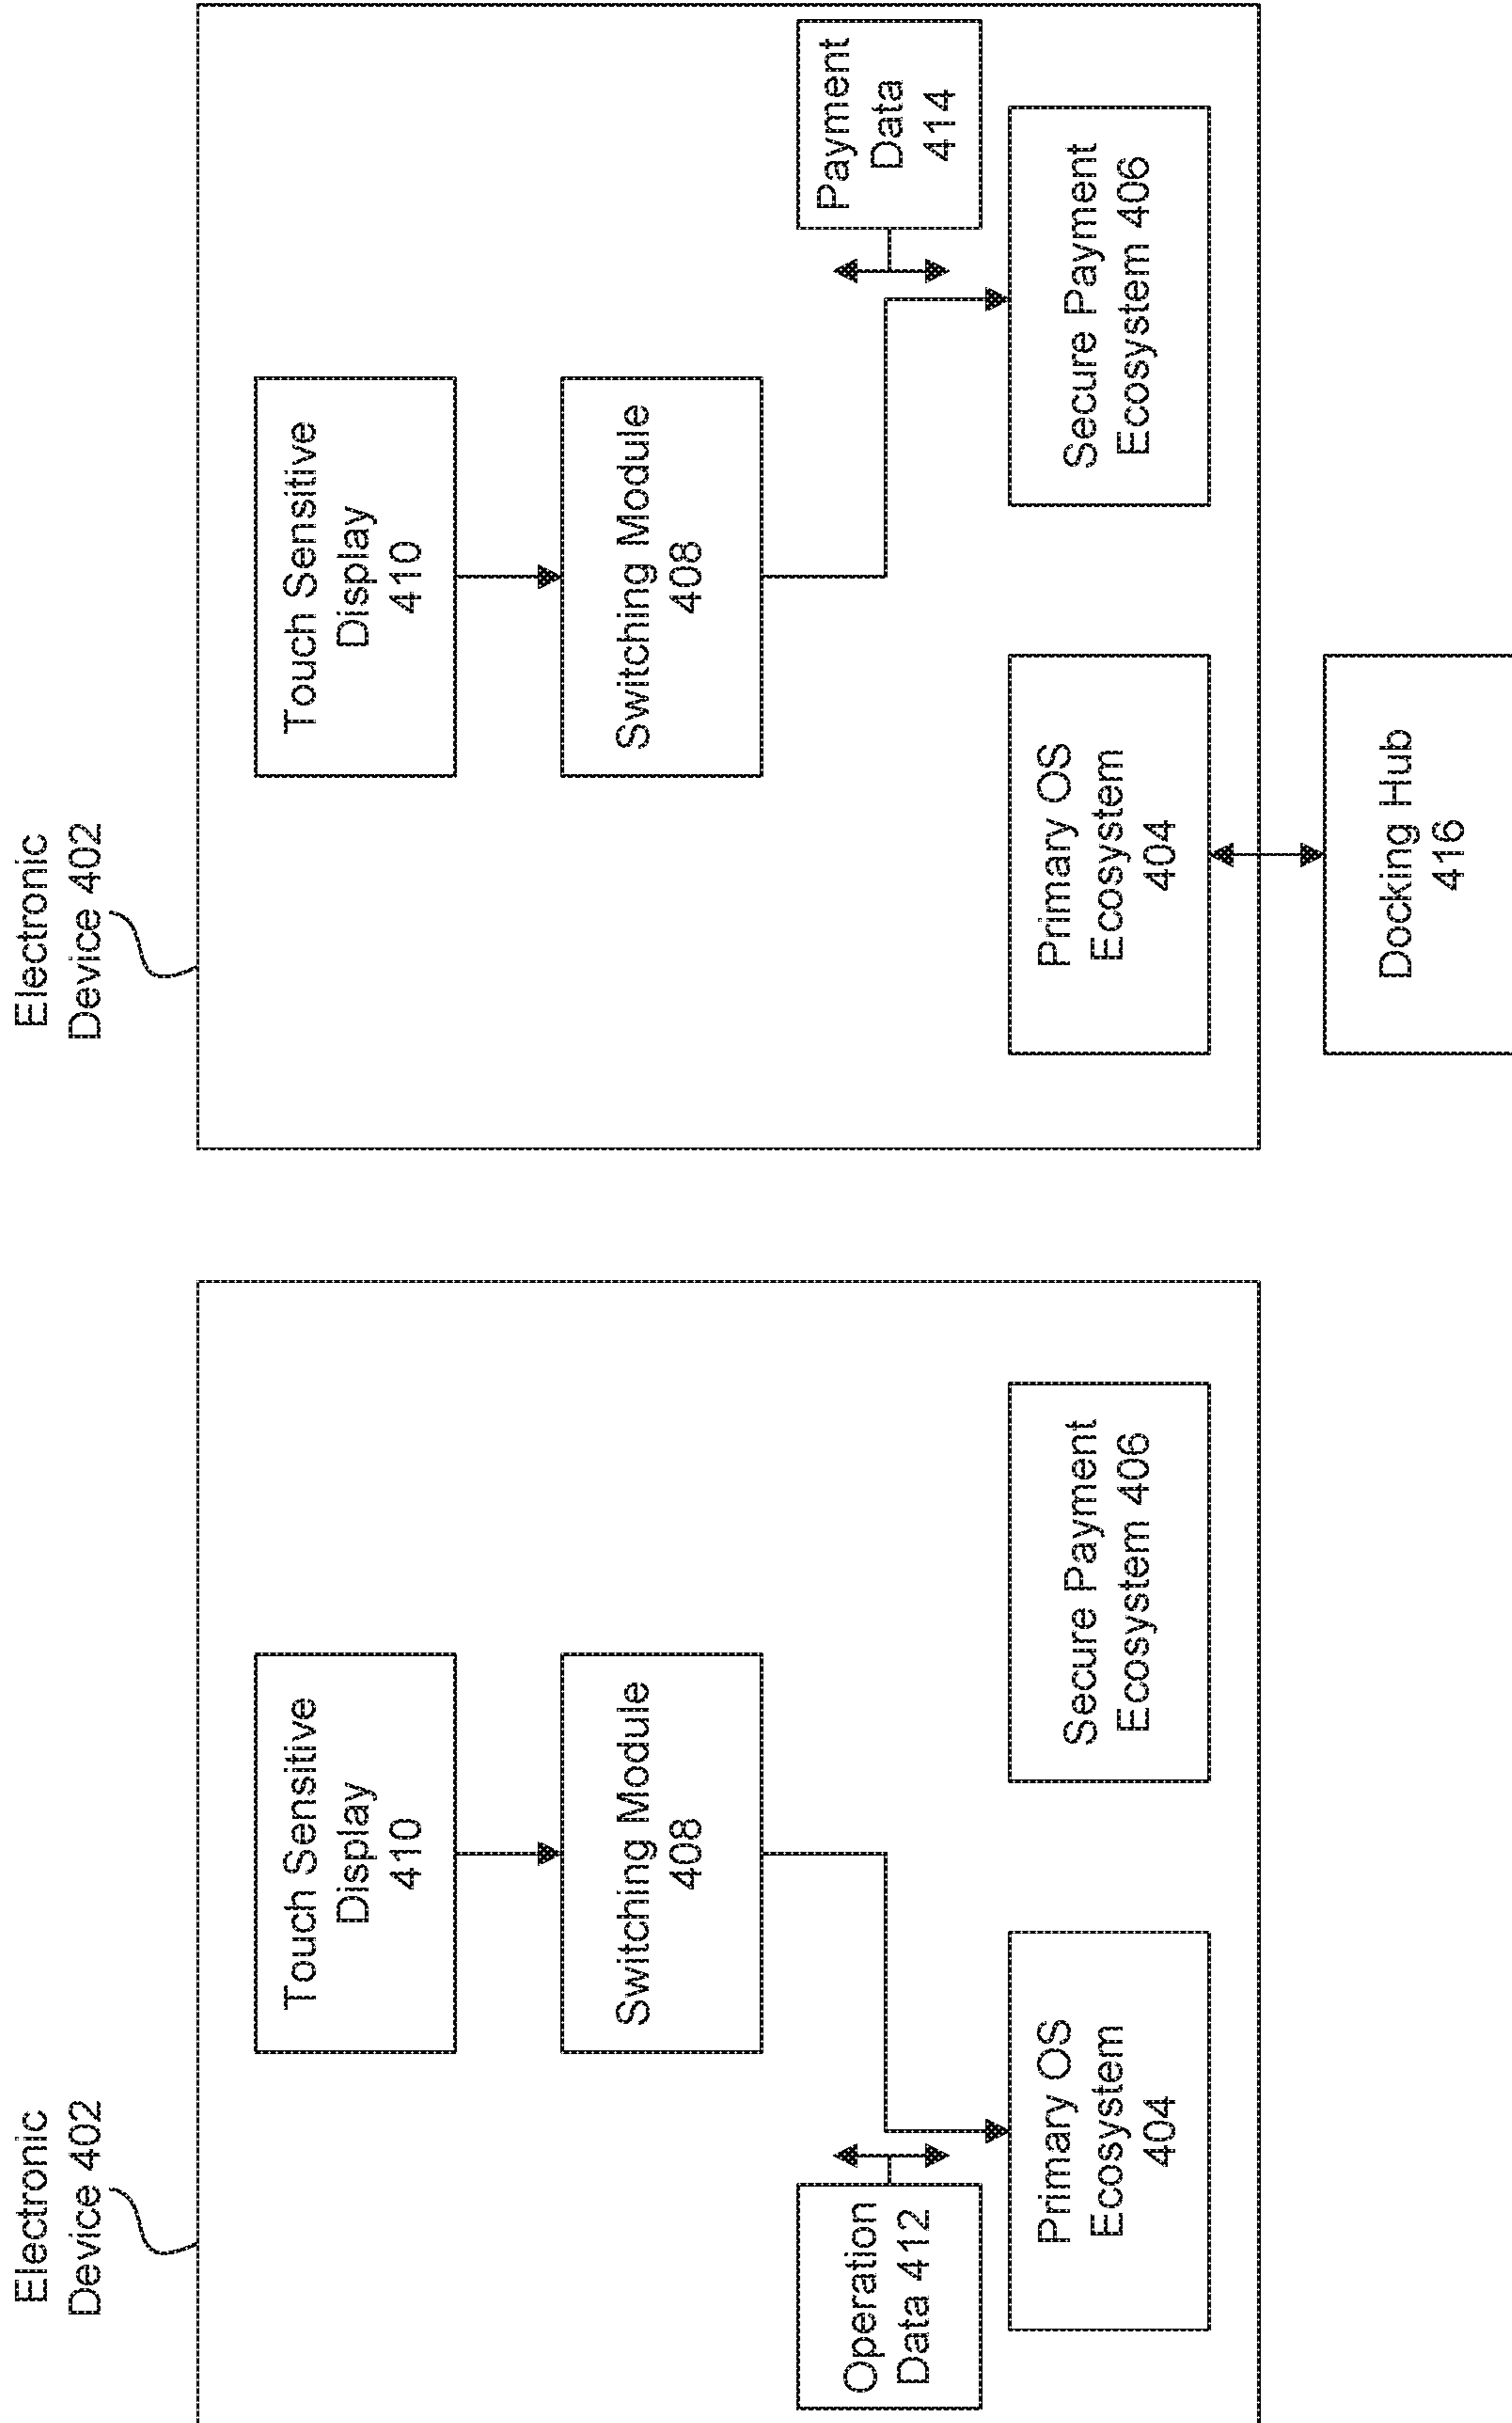 Electronic
Device 402
Touch Sensitive
Display
410
Switching Module
408
Operation
Data 412
Primary OS
Ecosystem
404
Secure Payment
Ecosystem 406
Electronic
Device 402
Touch Sensitive
Display
410
Switching Module
408
Payment
Data
414
Primary OS
Ecosystem
404
Secure Payment
Ecosystem 406
Docking Hub
416